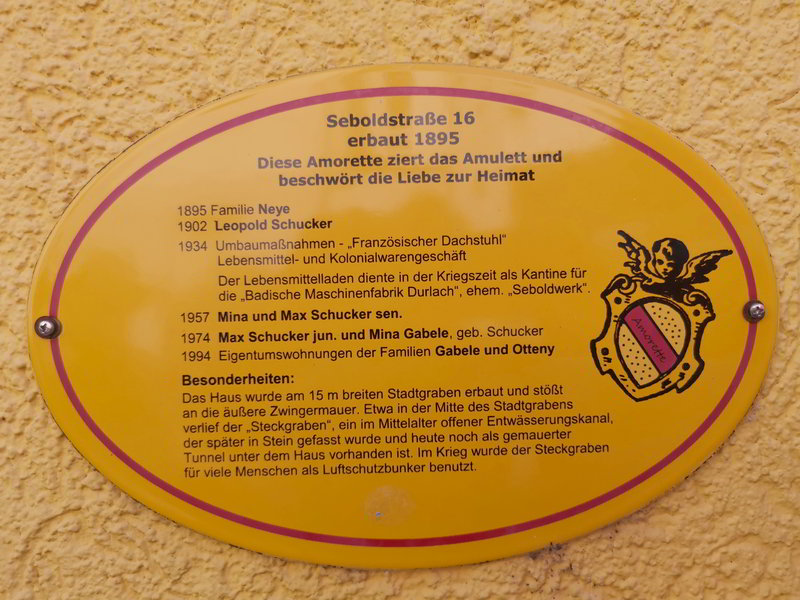 Seboldstraße 16
erbaut 1895
Diese Amorette ziert das Amulett und
beschwört die Liebe zur Heimat
1895 Familie Neye
1902 Leopold Schucker
1934 Umbaumaßnahmen - „Französischer Dachstuhl“
Lebensmittel- und Kolonialwarengeschäft
Der Lebensmittelladen diente in der Kriegszeit als Kantine für
die „Badische Maschinenfabrik Durlach“, ehem. „Seboldwerk“.
1957 Mina und Max Schucker sen.
1974 Max Schucker jun. und Mina Gabele, geb. Schucker
1994 Eigentumswohnungen der Familien Gabele und Otteny
Amorette
Besonderheiten:
Das Haus wurde am 15 m breiten Stadtgraben erbaut und stößt
an die äußere Zwingermauer. Etwa in der Mitte des Stadtgrabens
verlief der „Steckgraben“, ein im Mittelalter offener Entwässerungskanal,
der später in Stein gefasst wurde und heute noch als gemauerter
Tunnel unter dem Haus vorhanden ist. Im Krieg wurde der Steckgraben
für viele Menschen als Luftschutzbunker benutzt.